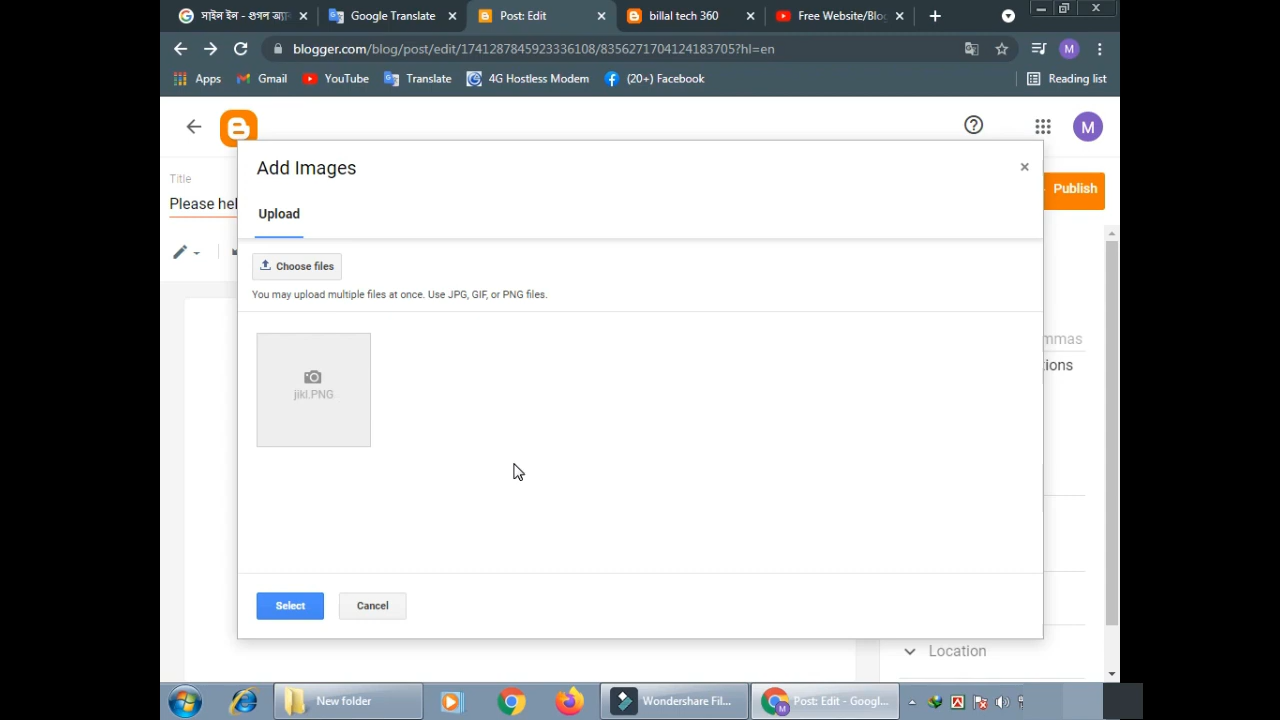 সাইন ইন - গুগল অ্যা
Google Translate
Post: Edit
billal tech 360
Free Website/Blo
blogger.com/blog/post/edit/1741287845923336108/8356271704124183705?hl=en
M
Apps
Gmail
YouTube
Translate
4G Hostless Modem
(20+) Facebook
Reading list
M
Add Images
Title
Please hel
Publish
Upload
Choose files
You may upload multiple files at once. Use JPG, GIF, or PNG files.
mmas
tions
jikl.PNG
Select
Cancel
Location
New folder
Wondershare Fil...
Post: Edit - Googl...